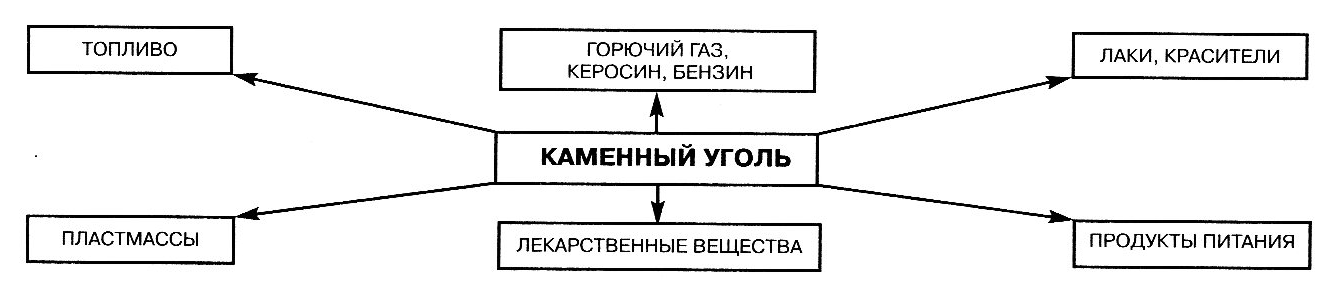 ТОПЛИВО
ГОРЮЧИЙ ГАЗ,
КЕРОСИН, БЕНЗИН
ЛАКИ, КРАСИТЕЛИ
КАМЕННЫЙ УГОЛЬ
ПЛАСТМАССЫ
ЛЕКАРСТВЕННЫЕ ВЕЩЕСТВА
ПРОДУКТЫ ПИТАНИЯ